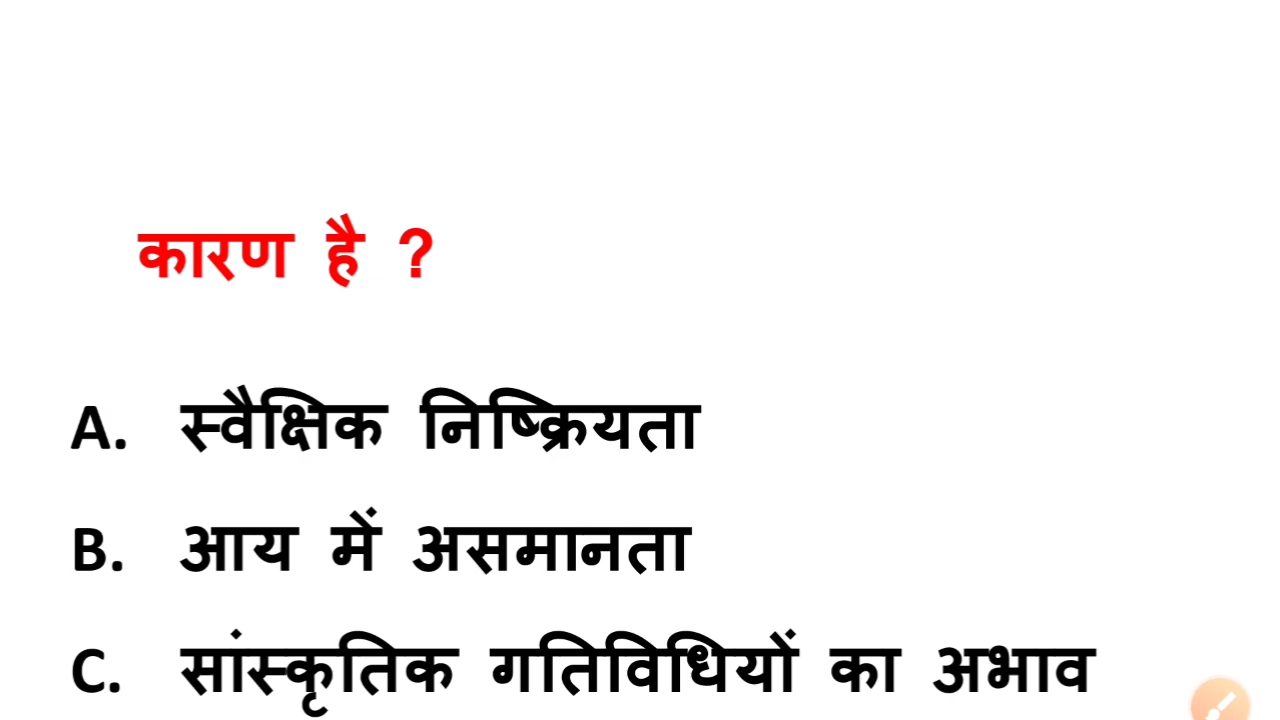 कारण है ?
A. स्वैक्षिक निष्क्रियता
B. आय में असमानता
C. सांस्कृतिक गतिविधियों का अभाव